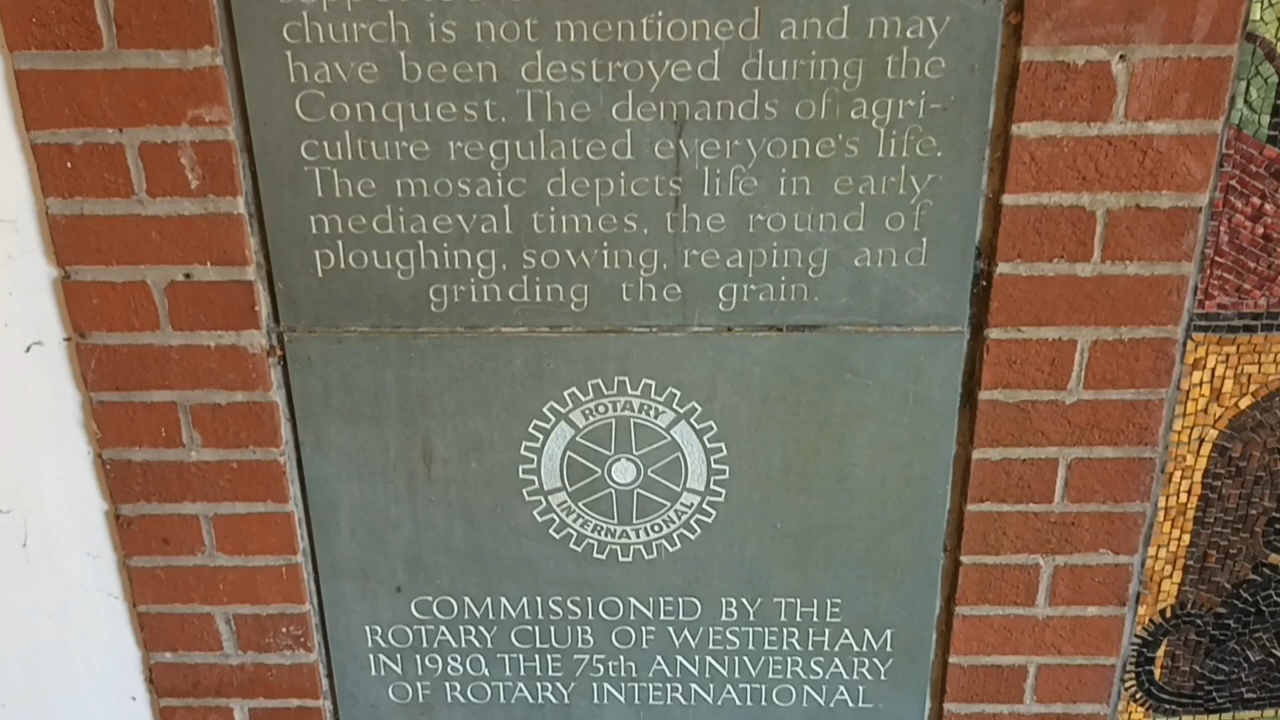 church is not mentioned and may
have been destroyed during the
Conquest. The demands of agri-
culture regulated everyone's life.
The mosaic depicts life in early
mediaeval times, the round of
ploughing, sowing, reaping and
grinding the grain.
ROTARY
INTERNATIONAL
COMMISSIONED BY THE
ROTARY CLUB OF WESTERHAM
IN 1980, THE 75th ANNIVERSARY
OF ROTARY INTERNATIONAL.